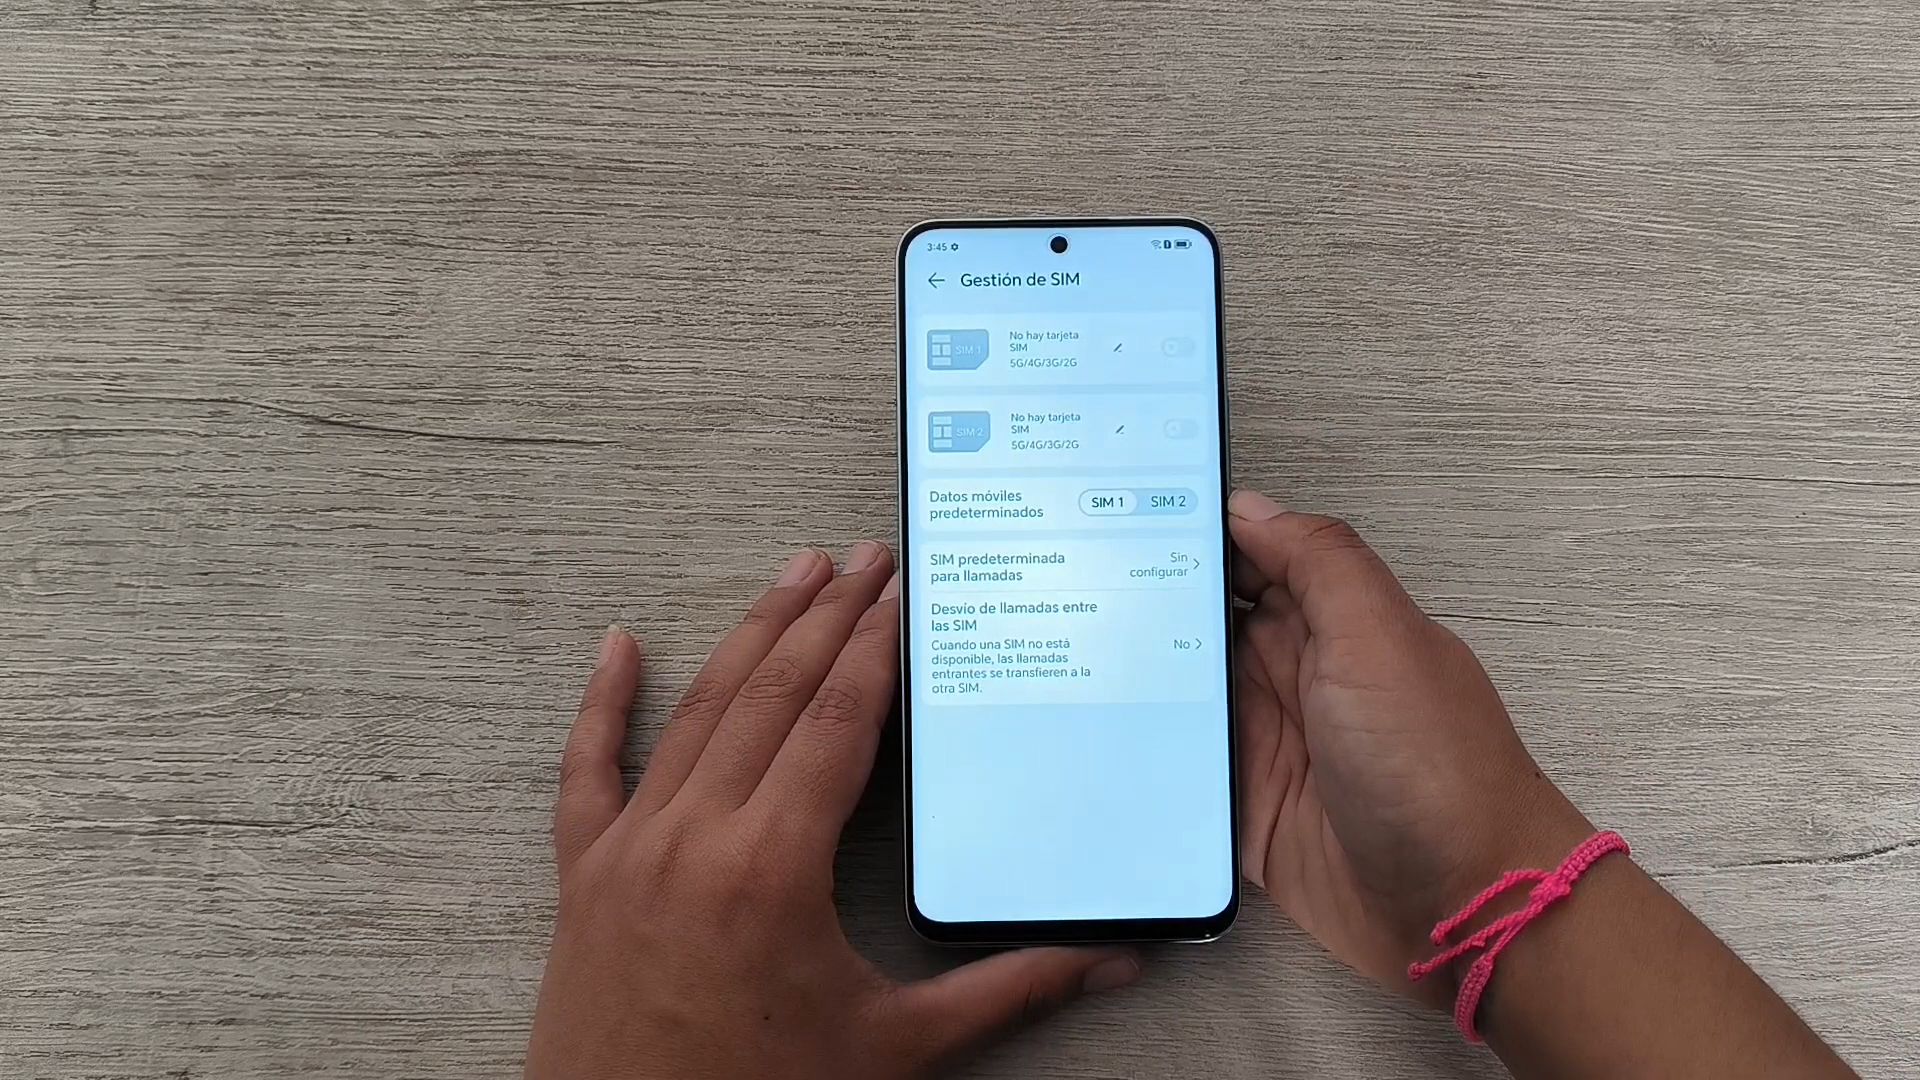 3:45
Gestión de SIM
SIM 1
No hay tarjeta
SIM
5G/4G/3G/2G
SIM 2
No hay tarjeta
SIM
5G/4G/3G/2G
Datos móviles
predeterminados
SIM 1
SIM 2
SIM predeterminada
para llamadas
Sin
configurar
Desvío de llamadas entre
las SIM
Cuando una SIM no está
disponible, las llamadas
entrantes se transfieren a la
otra SIM.
No